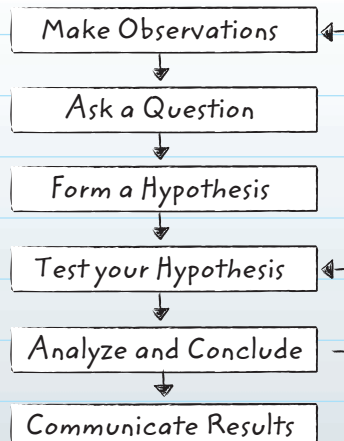 Make Observations
Ask a Question
Form a Hypothesis
Test your Hypothesis
Analyze and Conclude
Communicate Results